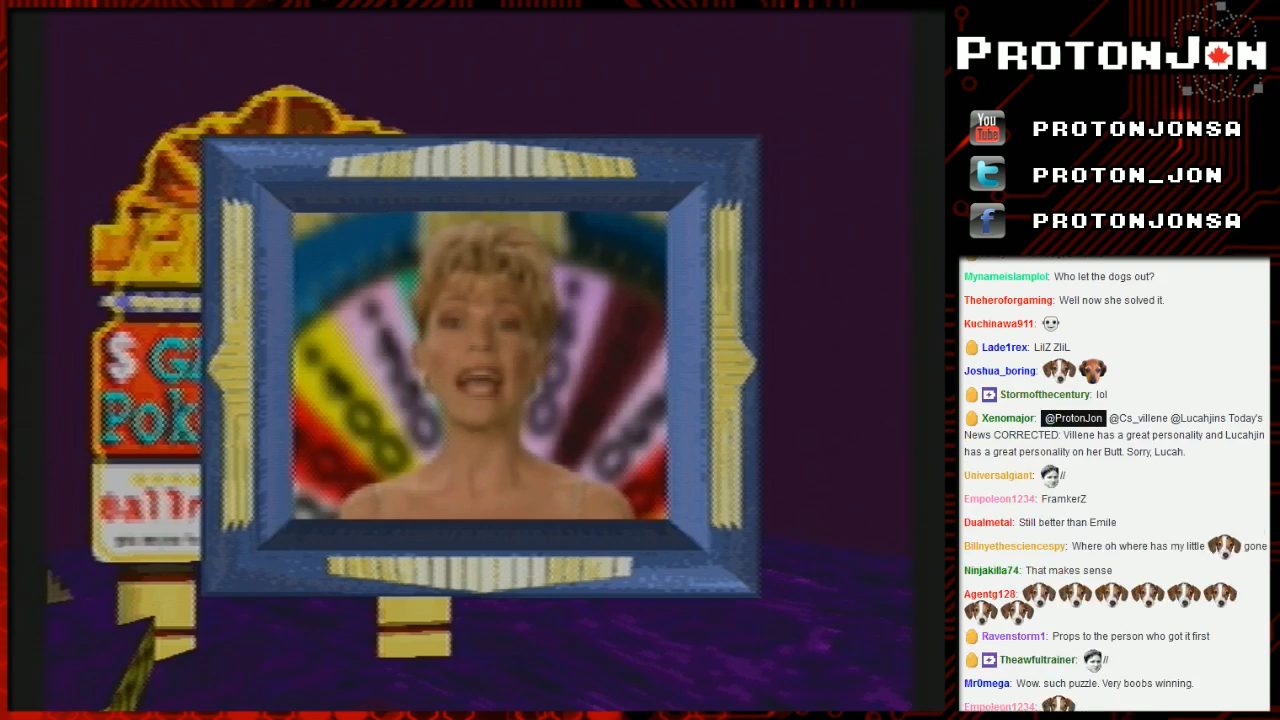 PROTONJON
You
Tube
PROTONJONSA
PROTON_JON
PROTONJONSA
Mynameislamplol: Who let the dogs out?
Theheroforgaming: Well now she solved it.
Kuchinawa911:
Lade1rex: LilZ ZliL
Joshua_boring:
Stormofthecentury: lol
Xenomajor: @ProtonJon @Cs_villene @Lucahjins Today's
News CORRECTED: Villene has a great personality and Lucahjin
has a great personality on her Butt. Sorry, Lucah.
Universalgiant: //
Empoleon1234: FramkerZ
Dualmetal: Still better than Emile
Billnyethesciencespy: Where oh where has my little gone
Ninjakilla74: That makes sense
Agentg128:
Ravenstorm1: Props to the person who got it first
Theawfultrainer: //
Mr0mega: Wow. such puzzle. Very boobs winning.
Empoleon1234:
$ G
Pok